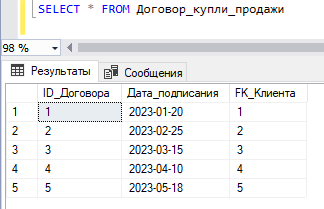 SELECT * FROM Договор_купли_продажи
98 %
Результаты Сообщения
ID_Договора Дата_подписания FK_Клиента
1 1 2023-01-20 1
2 2 2023-02-25 2
3 3 2023-03-15 3
4 4 2023-04-10 4
5 5 2023-05-18 5